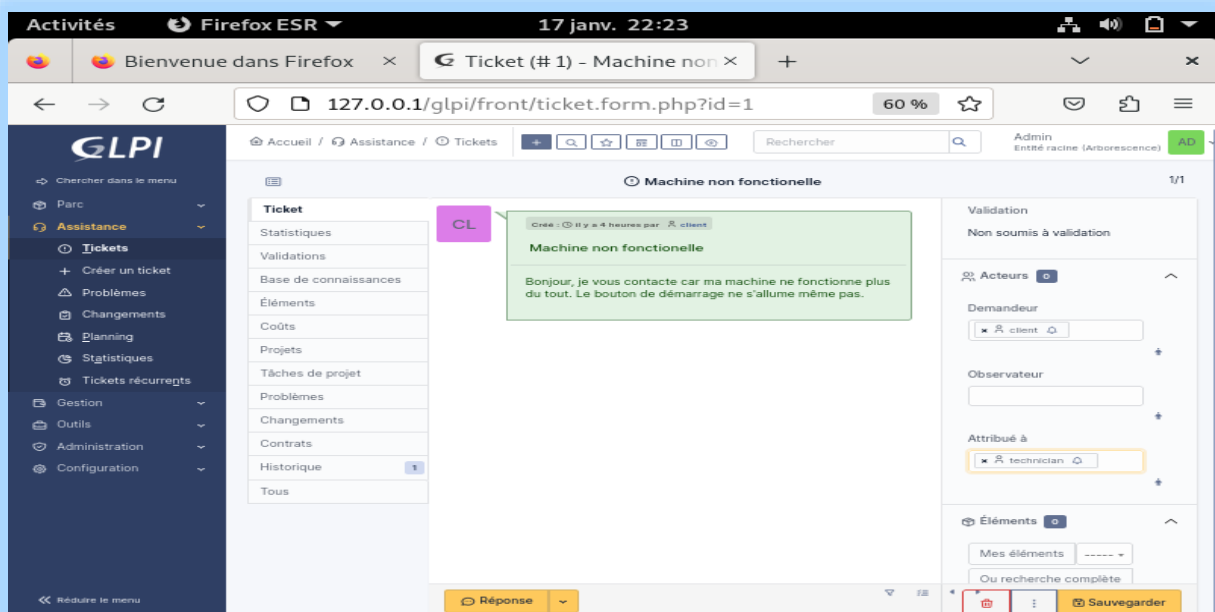 Activités Firefox ESR 17 janv. 22:23
Bienvenue dans Firefox × Ticket (# 1) - Machine non × +
127.0.0.1/glpi/front/ticket.form.php?id=1 60 %
GLPI
Accueil / Assistance / Tickets
Rechercher
Admin
Entité racine (Arborescence)
AD
Chercher dans le menu
Parc
Assistance
Tickets
Créer un ticket
Problèmes
Changements
Planning
Statistiques
Tickets récurrents
Gestion
Outils
Administration
Configuration
Réduire le menu
Machine non fonctionelle
1/1
Ticket
Statistiques
Validations
Base de connaissances
Éléments
Coûts
Projets
Tâches de projet
Problèmes
Changements
Contrats
Historique 1
Tous
CL
Créé : il y a 4 heures par client
Machine non fonctionelle
Bonjour, je vous contacte car ma machine ne fonctionne plus
du tout. Le bouton de démarrage ne s'allume même pas.
Validation
Non soumis à validation
Acteurs 0
Demandeur
client
Observateur
Attribué à
technician
Éléments 0
Mes éléments -----
Ou recherche complète
Réponse
Sauvegarder